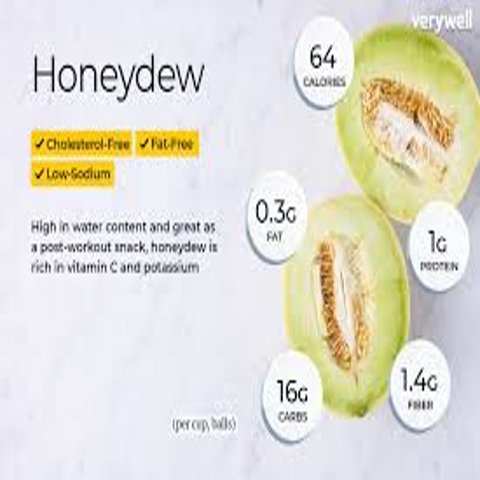 verywell
Honeydew
✓ Cholesterol-Free ✓ Fat-Free
✓ Low-Sodium
High in water content and great as
a post-workout snack, honeydew is
rich in vitamin C and potassium
64
CALORIES
0.3G
FAT
1G
PROTEIN
16G
CARBS
1.4G
FIBER
(per cup, balls)